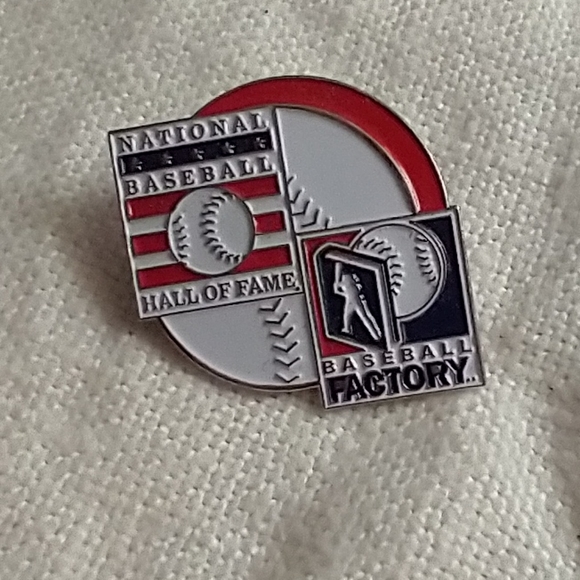 NATIONAL
BASEBALL
HALL OF FAME
BASEBALL
FACTORY